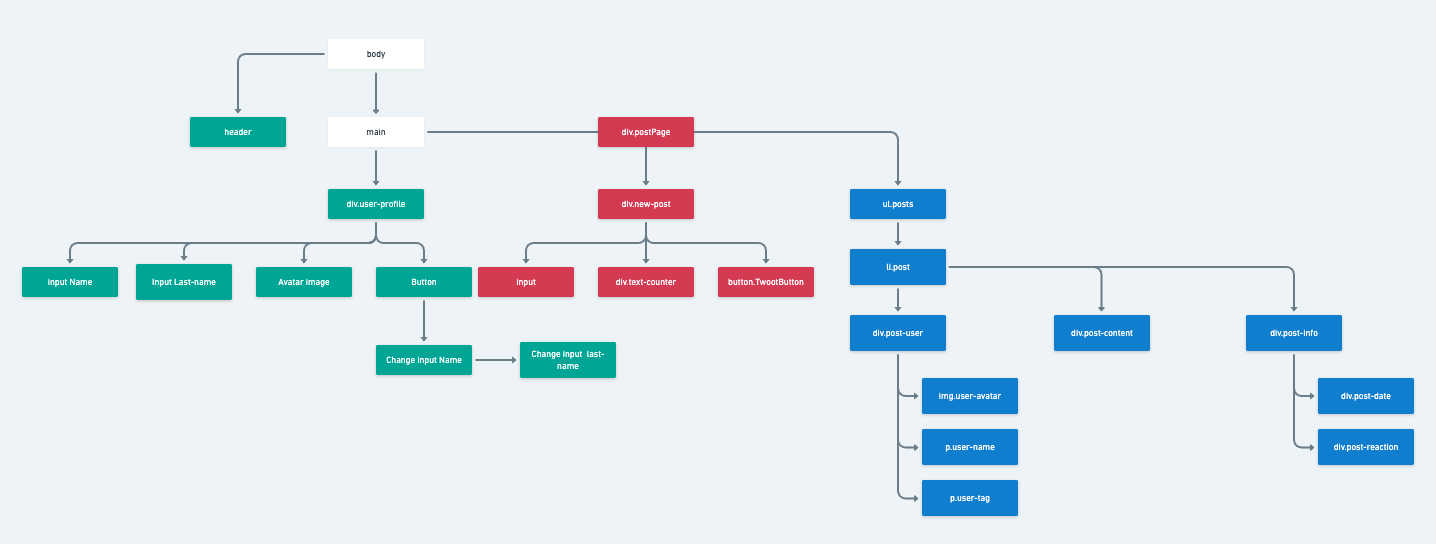 body
header
main
div.postPage
div.user-profile
div.new-post
ul.posts
Input Name
Input Last-name
Avatar image
Button
input
div.text-counter
button.TwootButton
li.post
div.post-user
div.post-content
div.post-info
Change input Name
Change input last-
name
img.user-avatar
div.post-date
p.user-name
div.post-reaction
p.user-tag